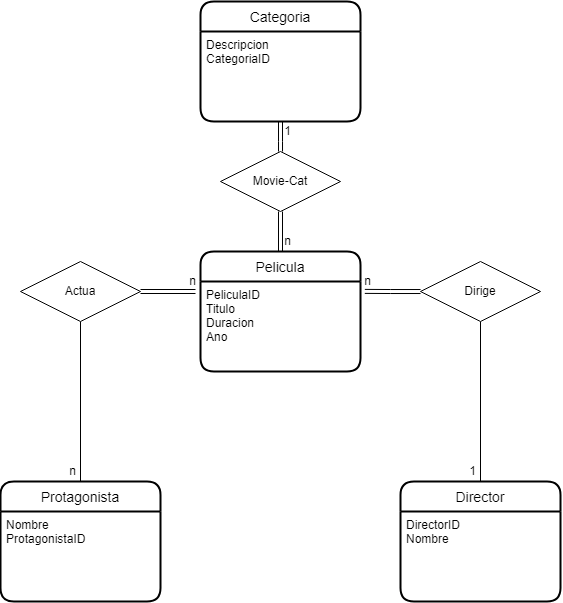 Categoria
Descripcion
CategoriaID
1
Movie-Cat
n
Actua
n
Pelicula
n
Dirige
PeliculaID
Titulo
Duracion
Ano
n
1
Protagonista
Nombre
ProtagonistaID
Director
DirectorID
Nombre